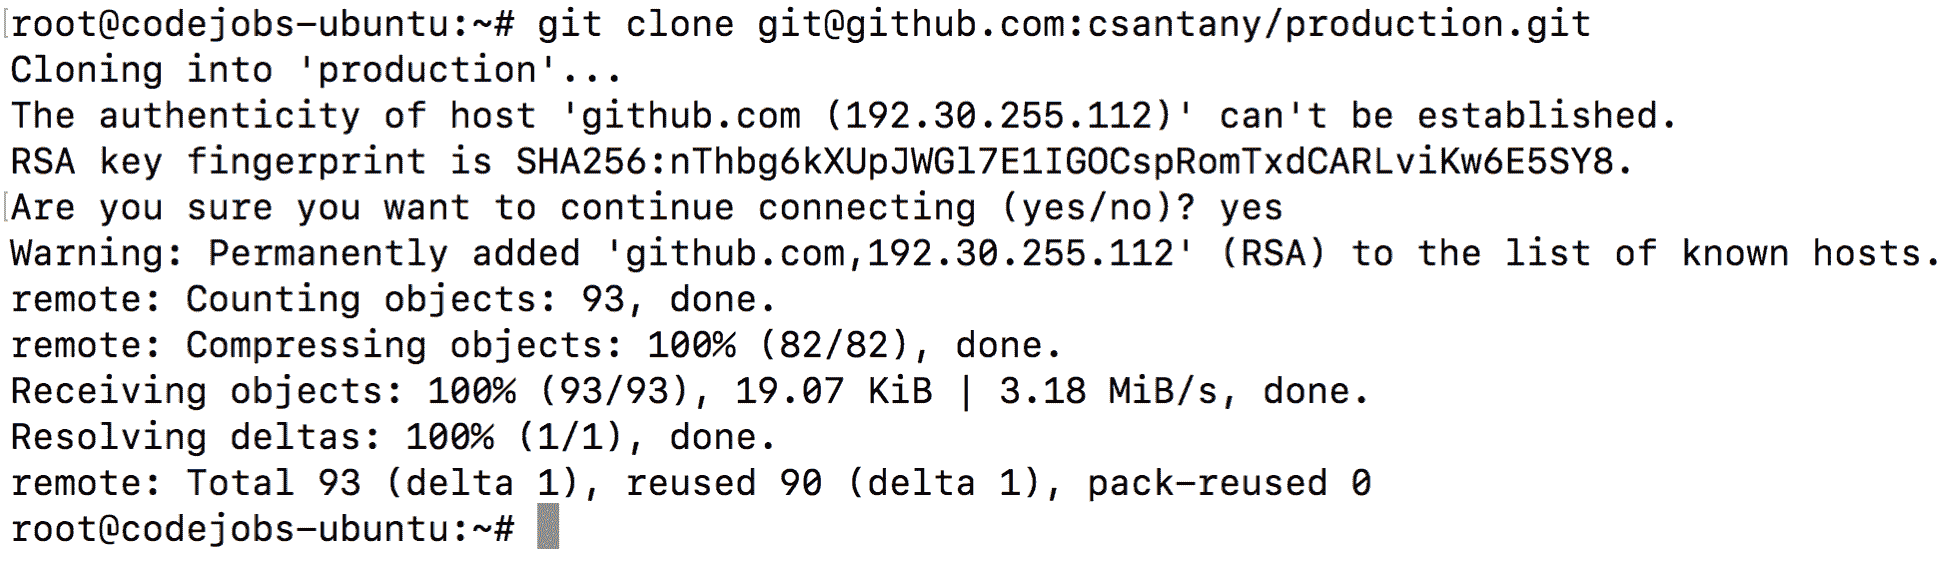 root@codejobs-ubuntu:~# git clone git@github.com:csantany/production.git
Cloning into 'production'...
The authenticity of host 'github.com (192.30.255.112)' can't be established.
RSA key fingerprint is SHA256:nThbg6kXUpJWGl7E1IGOCspRomTxdCARLviKw6E5SY8.
Are you sure you want to continue connecting (yes/no)? yes
Warning: Permanently added 'github.com,192.30.255.112' (RSA) to the list of known hosts.
remote: Counting objects: 93, done.
remote: Compressing objects: 100% (82/82), done.
Receiving objects: 100% (93/93), 19.07 KiB | 3.18 MiB/s, done.
Resolving deltas: 100% (1/1), done.
remote: Total 93 (delta 1), reused 90 (delta 1), pack-reused 0
root@codejobs-ubuntu:~#